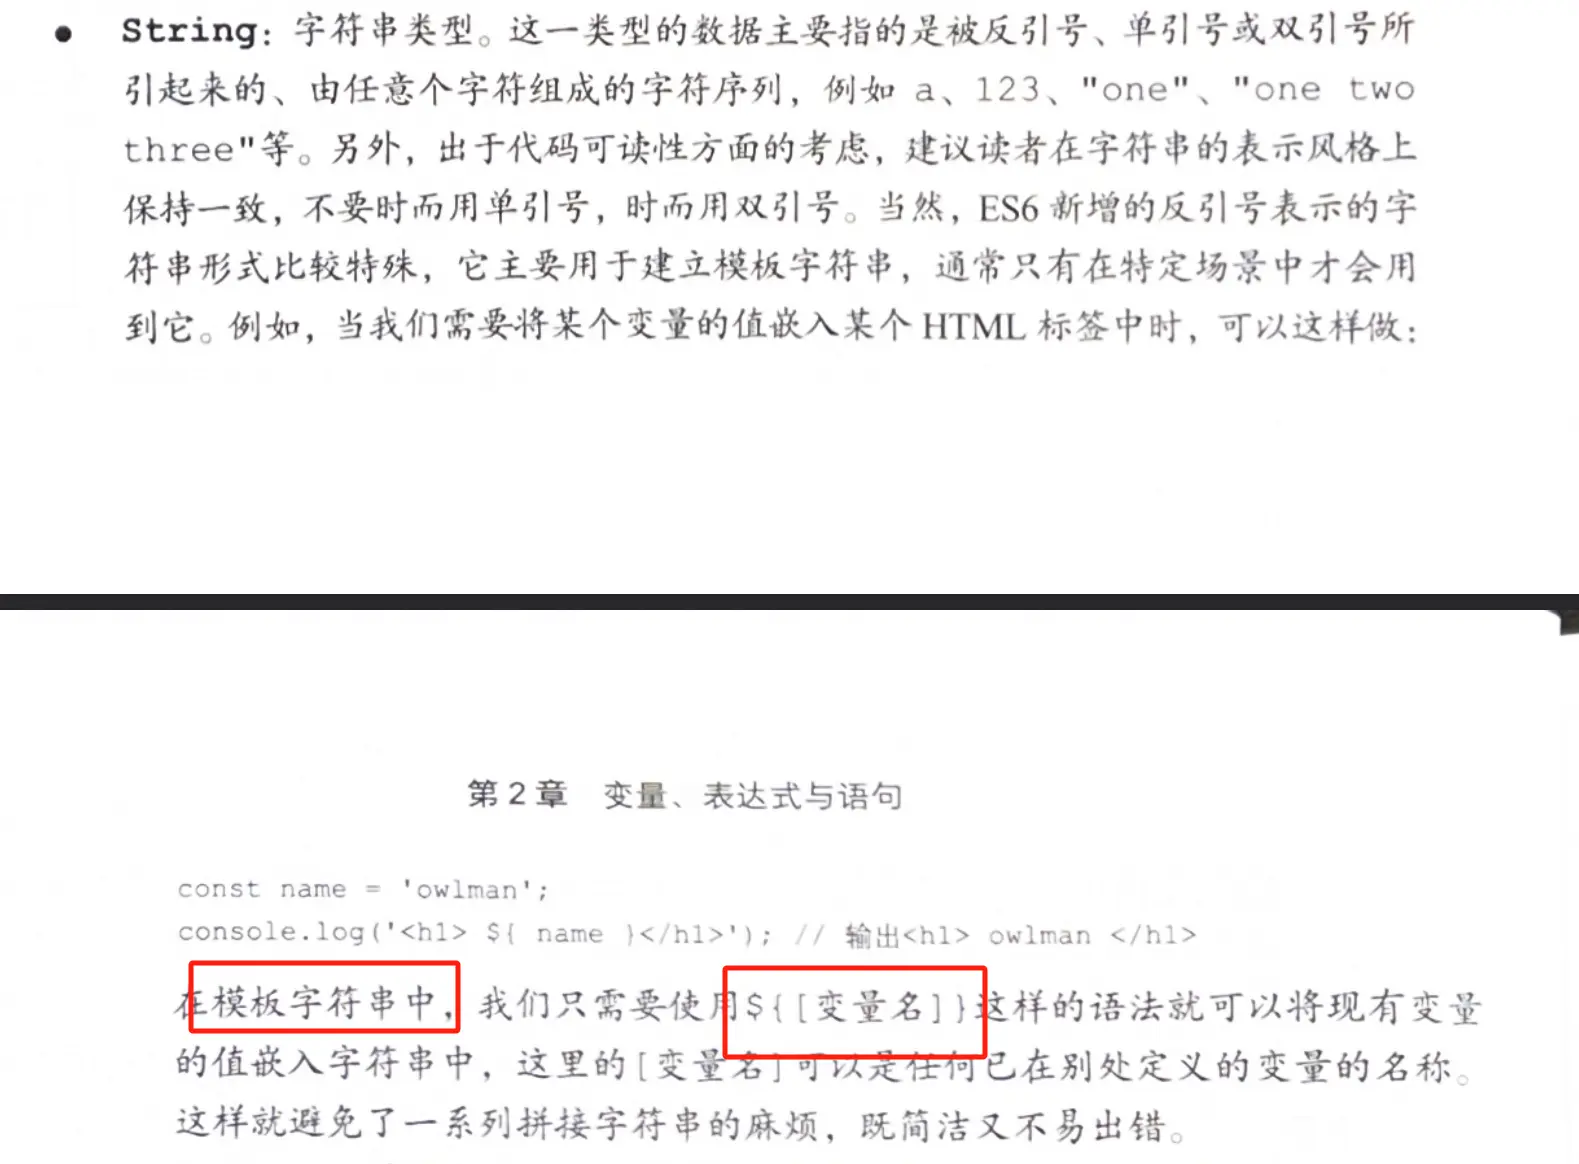 • String：字符串类型。这一类型的数据主要指的是被反引号、单引号或双引号所
引起来的、由任意个字符组成的字符序列，例如 a、123、"one"、"one two
three"等。另外，出于代码可读性方面的考虑，建议读者在字符串的表示风格上
保持一致，不要时而用单引号，时而用双引号。当然，ES6 新增的反引号表示的字
符串形式比较特殊，它主要用于建立模板字符串，通常只有在特定场景中才会用
到它。例如，当我们需要将某个变量的值嵌入某个 HTML 标签中时，可以这样做：
第 2 章 变量、表达式与语句
const name = 'owlman';
console.log('<h1> ${ name }</h1>'); // 输出<h1> owlman </h1>
在模板字符串中，我们只需要使用${[变量名]}这样的语法就可以将现有变量
的值嵌入字符串中，这里的[变量名]可以是任何已在别处定义的变量的名称。
这样就避免了一系列拼接字符串的麻烦，既简洁又不易出错。